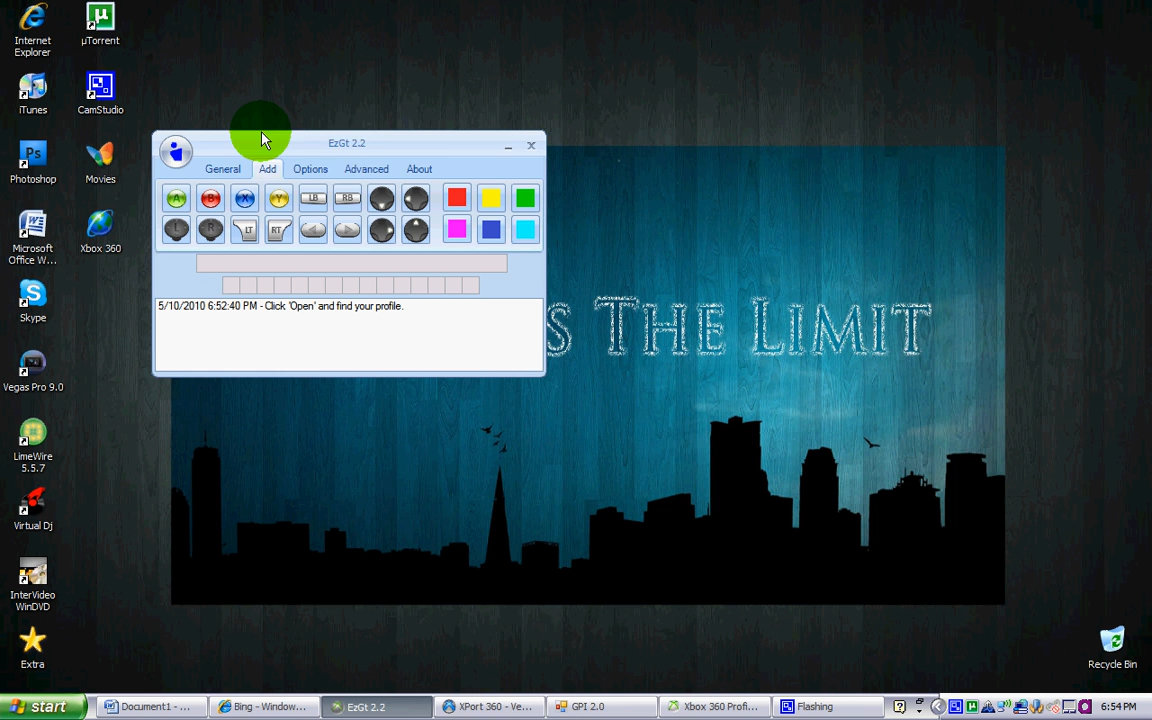 Internet
Explorer
µTorrent
iTunes
CamStudio
Photoshop
Movies
Microsoft
Office W...
Xbox 360
Skype
Vegas Pro 9.0
LimeWire
5.5.7
Virtual Dj
InterVideo
WinDVD
Extra
EzGt 2.2
General Add Options Advanced About
A B X Y LB RB
L R LT RT
5/10/2010 6:52:40 PM - Click 'Open' and find your profile.
S THE LIMIT
Recycle Bin
start Document1 - ... Bing - Window... EzGt 2.2 XPort 360 - Ve... GPI 2.0 Xbox 360 Profi... Flashing 6:54 PM